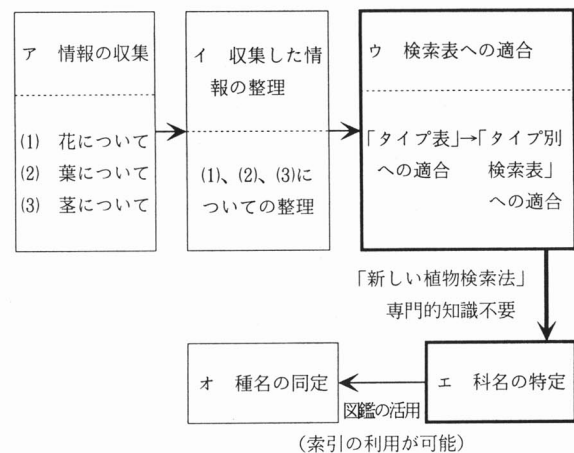 ア 情報の収集
(1) 花について
(2) 葉について
(3) 茎について
イ 収集した情
報の整理
(1)、(2)、(3)に
ついての整理
ウ 検索表への適合
「タイプ表」→「タイプ別
への適合 検索表」
への適合
「新しい植物検索法」
専門的知識不要
オ 種名の同定
図鑑の活用
エ 科名の特定
(索引の利用が可能)